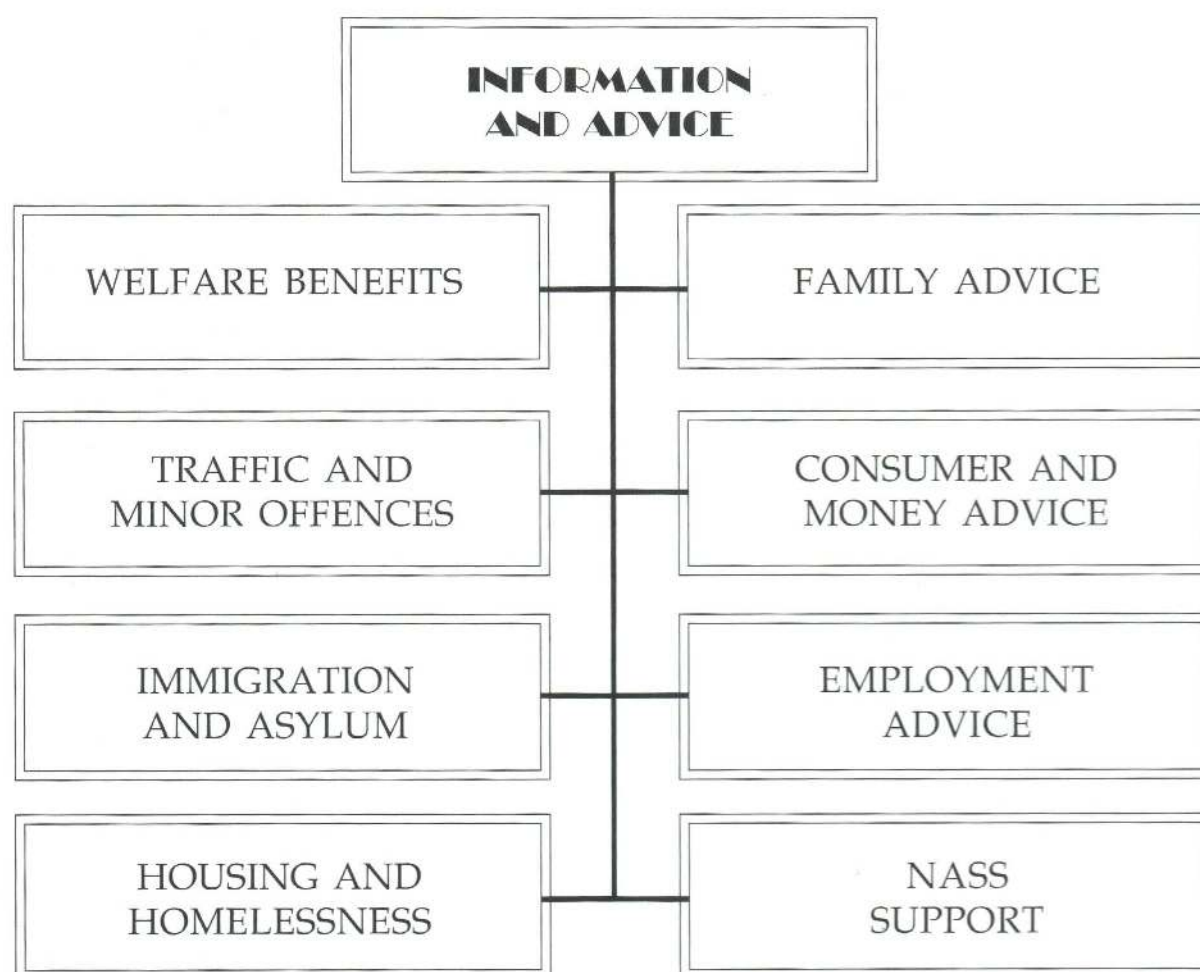 INFORMATION
AND ADVICE
WELFARE BENEFITS
FAMILY ADVICE
TRAFFIC AND
MINOR OFFENCES
CONSUMER AND
MONEY ADVICE
IMMIGRATION
AND ASYLUM
EMPLOYMENT
ADVICE
HOUSING AND
HOMELESSNESS
NASS
SUPPORT